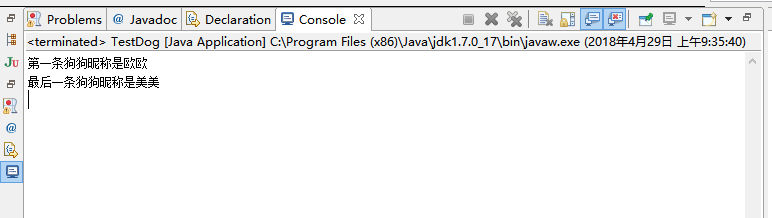 Problems @ Javadoc Declaration Console
<terminated> TestDog [Java Application] C:\Program Files (x86)\Java\jdk1.7.0_17\bin\javaw.exe (2018年4月29日 上午9:35:40)
第一条狗狗昵称是欧欧
最后一条狗狗昵称是美美
JU
@